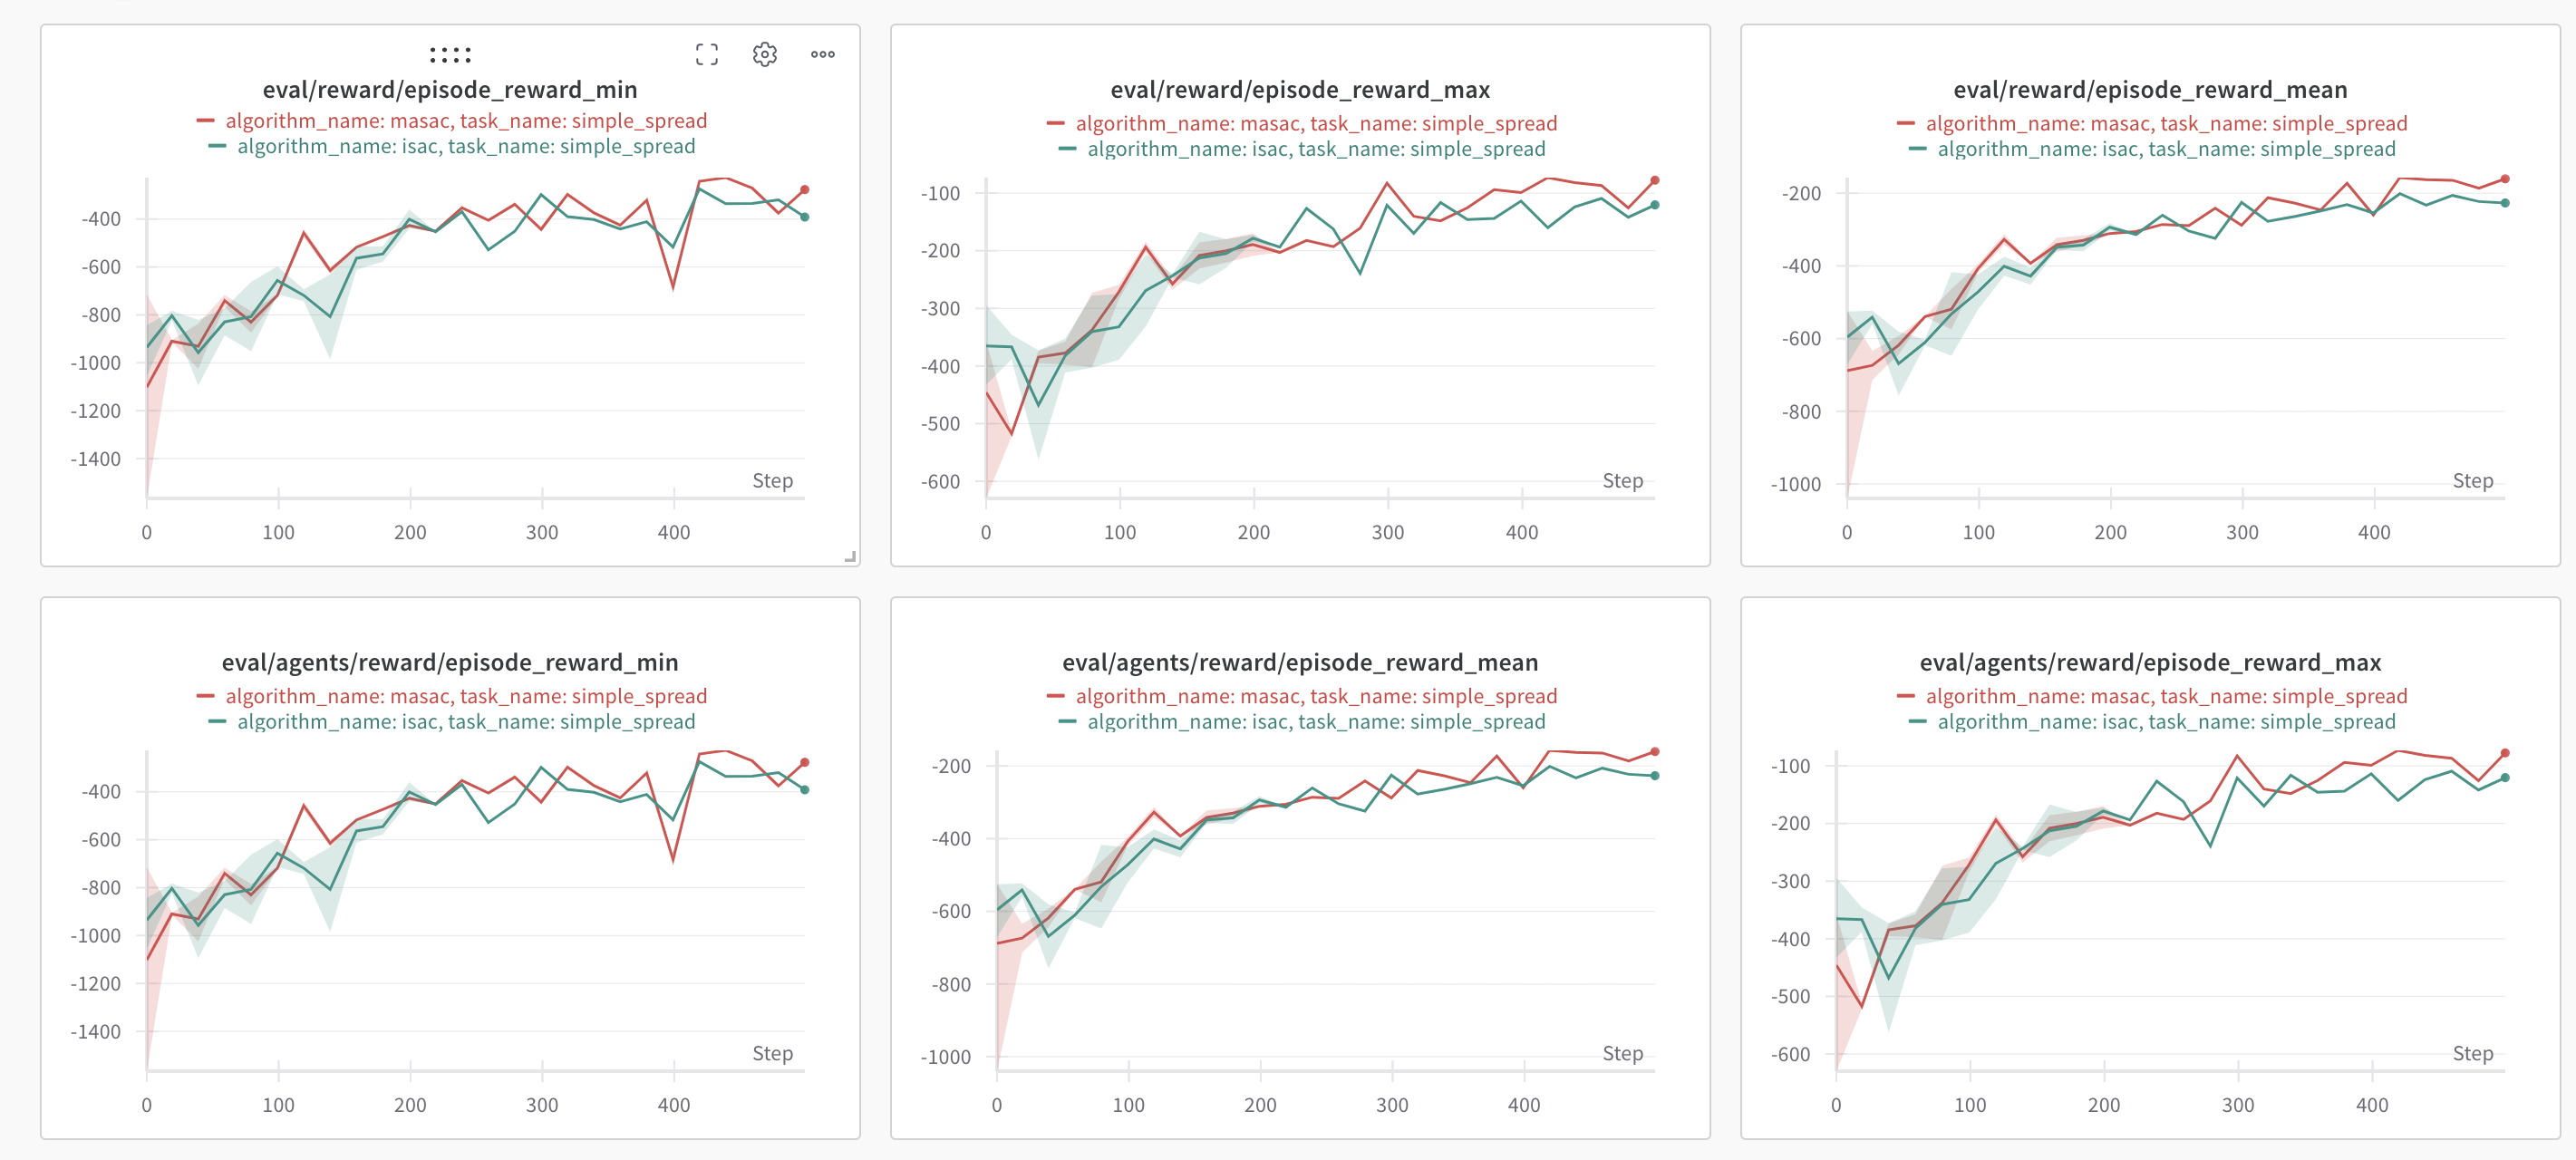 eval/reward/episode_reward_min
algorithm_name: masac, task_name: simple_spread
algorithm_name: isac, task_name: simple_spread
-400
-600
-800
-1000
-1200
-1400
Step
0 100 200 300 400
eval/reward/episode_reward_max
algorithm_name: masac, task_name: simple_spread
algorithm_name: isac, task_name: simple_spread
-100
-200
-300
-400
-500
-600
Step
0 100 200 300 400
eval/reward/episode_reward_mean
algorithm_name: masac, task_name: simple_spread
algorithm_name: isac, task_name: simple_spread
-200
-400
-600
-800
-1000
Step
0 100 200 300 400
eval/agents/reward/episode_reward_min
algorithm_name: masac, task_name: simple_spread
algorithm_name: isac, task_name: simple_spread
-400
-600
-800
-1000
-1200
-1400
Step
0 100 200 300 400
eval/agents/reward/episode_reward_mean
algorithm_name: masac, task_name: simple_spread
algorithm_name: isac, task_name: simple_spread
-200
-400
-600
-800
-1000
Step
0 100 200 300 400
eval/agents/reward/episode_reward_max
algorithm_name: masac, task_name: simple_spread
algorithm_name: isac, task_name: simple_spread
-100
-200
-300
-400
-500
-600
Step
0 100 200 300 400